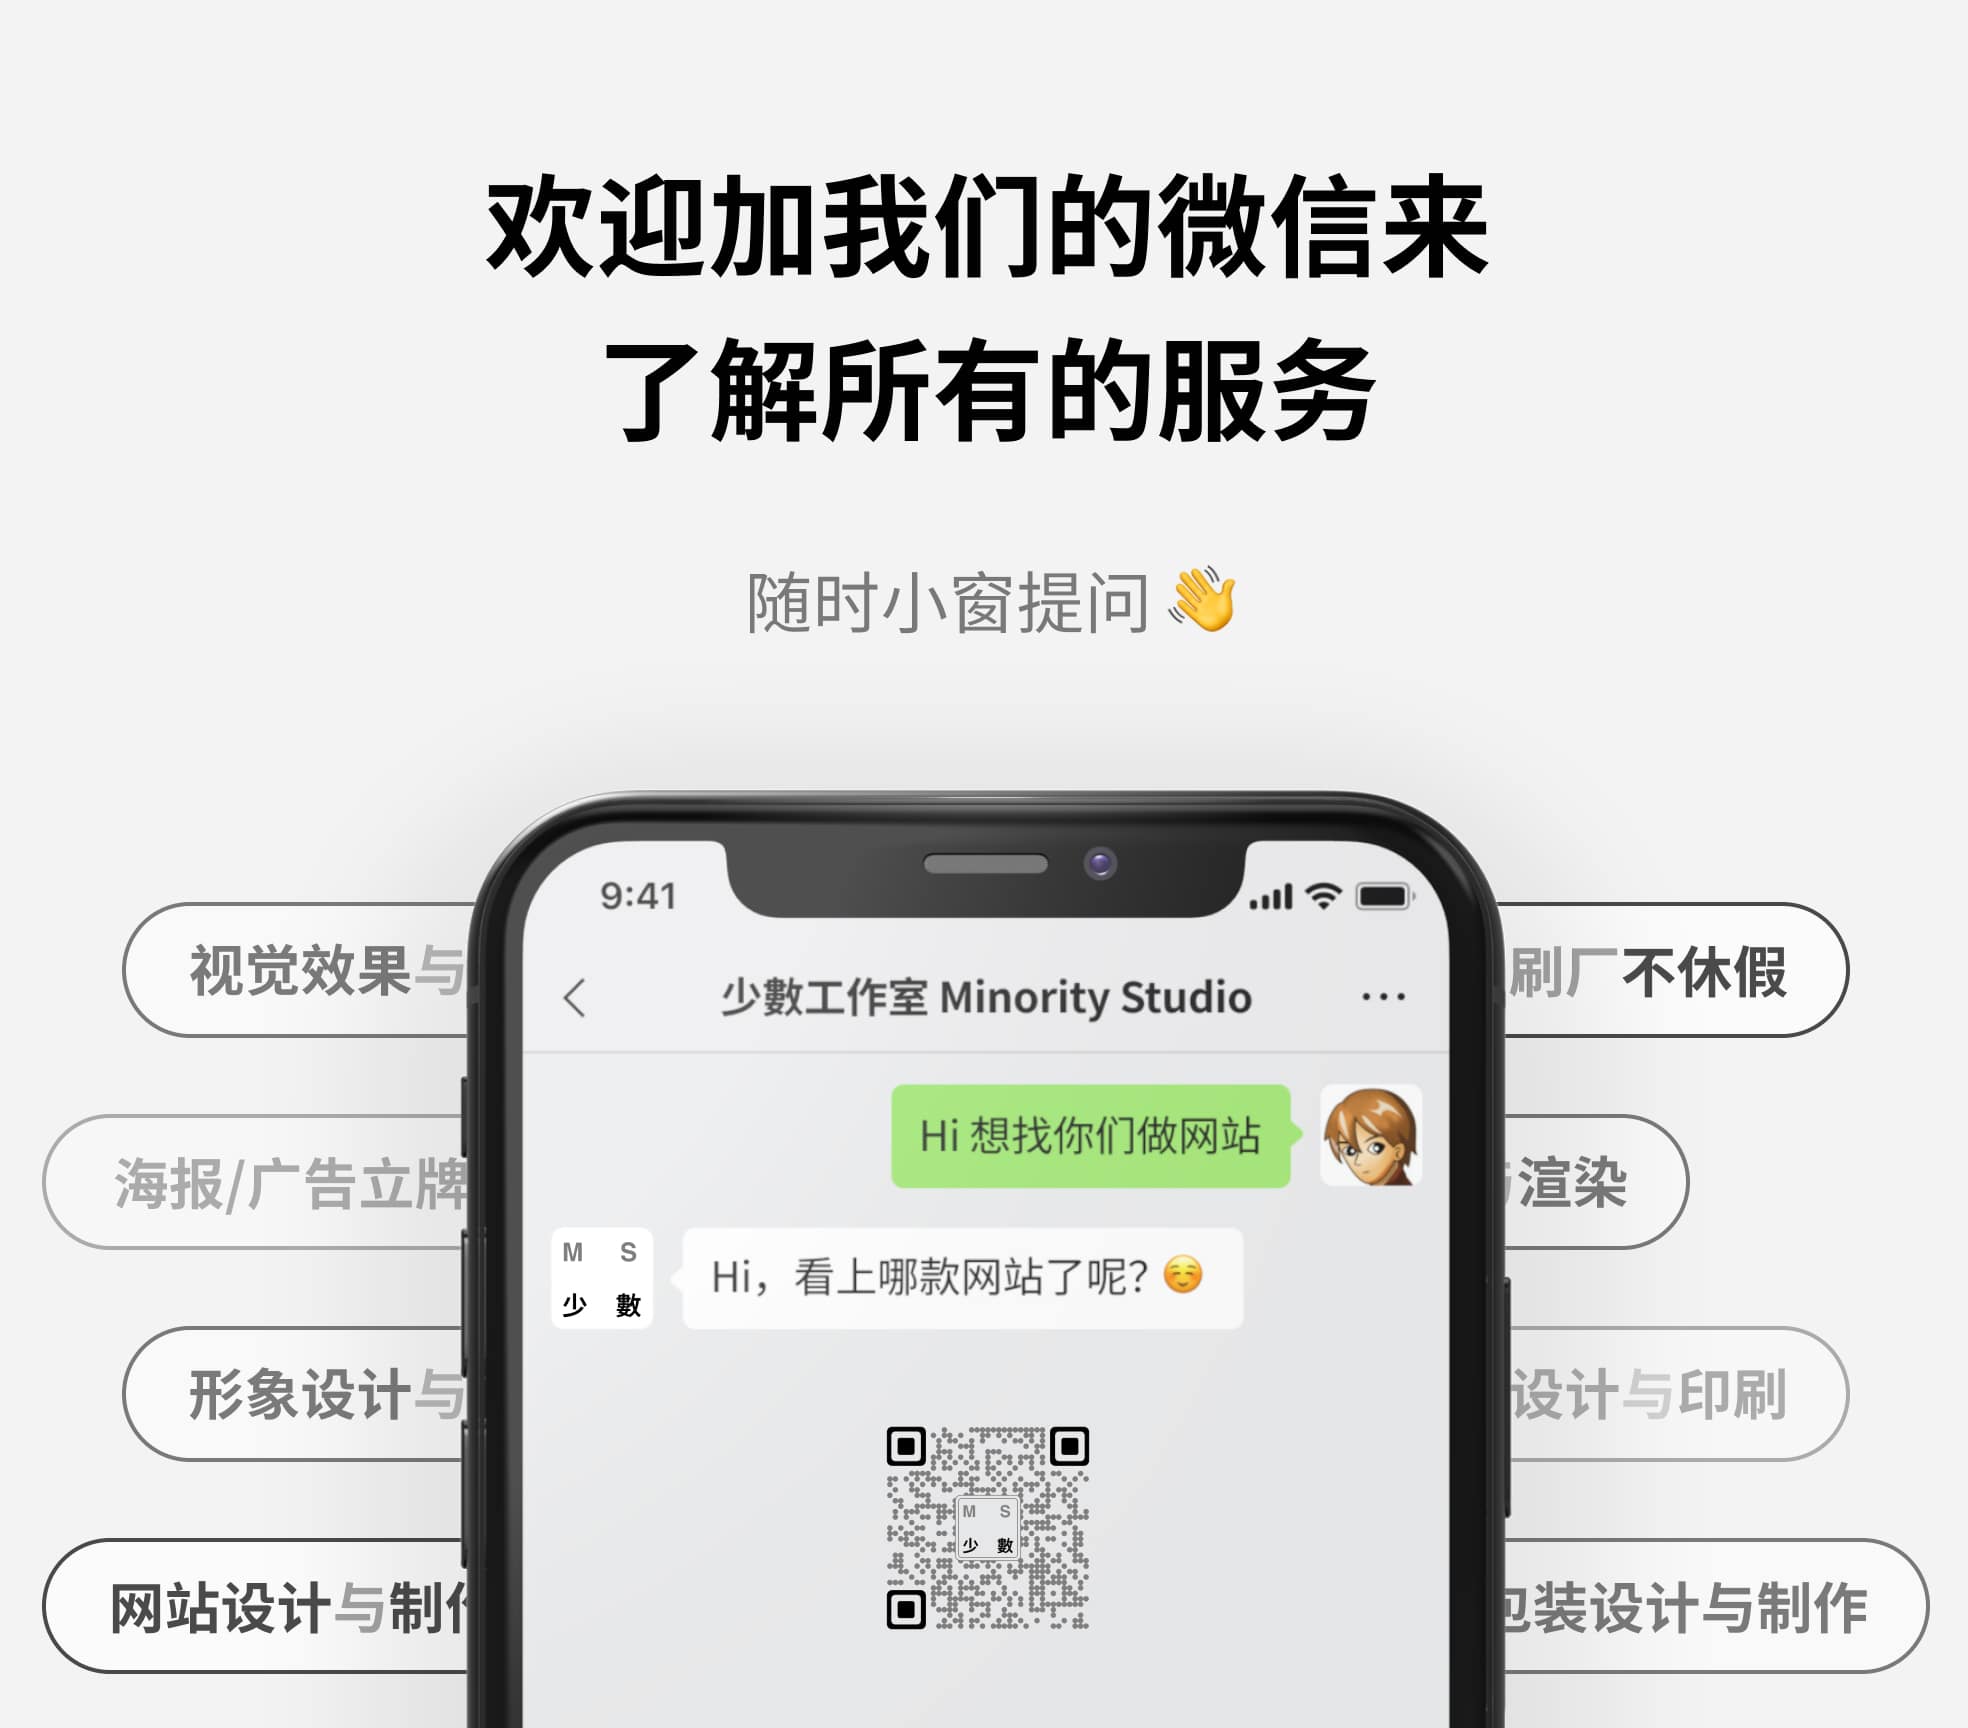 欢迎加我们的微信来
了解所有的服务
随时小窗提问 👋
9:41
少數工作室 Minority Studio
Hi 想找你们做网站
M S
少 數
Hi，看上哪款网站了呢？☺️
M S
少 數
视觉效果与
海报/广告立牌
形象设计与
网站设计与制作
刷厂不休假
渲染
设计与印刷
包装设计与制作